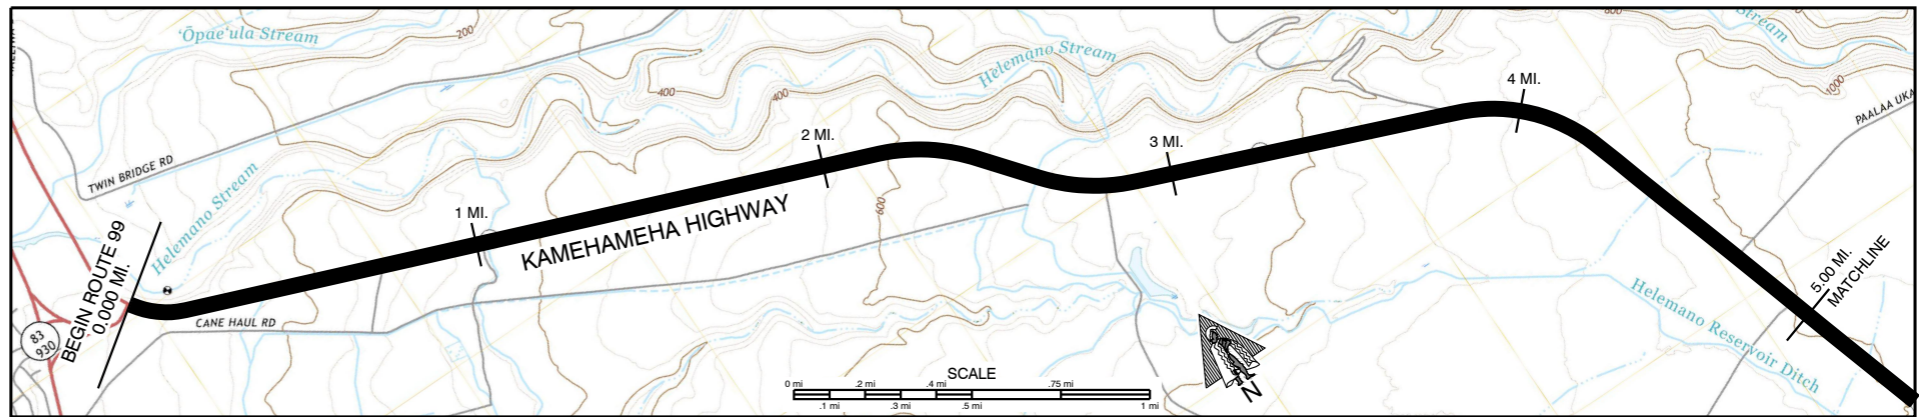 ʻŌpaeʻula Stream
200
Helemano Stream
800
Stream
4 MI.
400
400
1000
PAALAA UKA
2 MI.
3 MI.
TWIN BRIDGE RD
Helemano Stream
1 MI.
600
KAMEHAMEHA HIGHWAY
BEGIN ROUTE 99
0.000 MI.
5.00 MI.
MATCHLINE
Helemano Reservoir Ditch
83
930
CANE HAUL RD
N
SCALE
0 mi .2 mi .4 mi .75 mi
.1 mi .3 mi .5 mi 1 mi